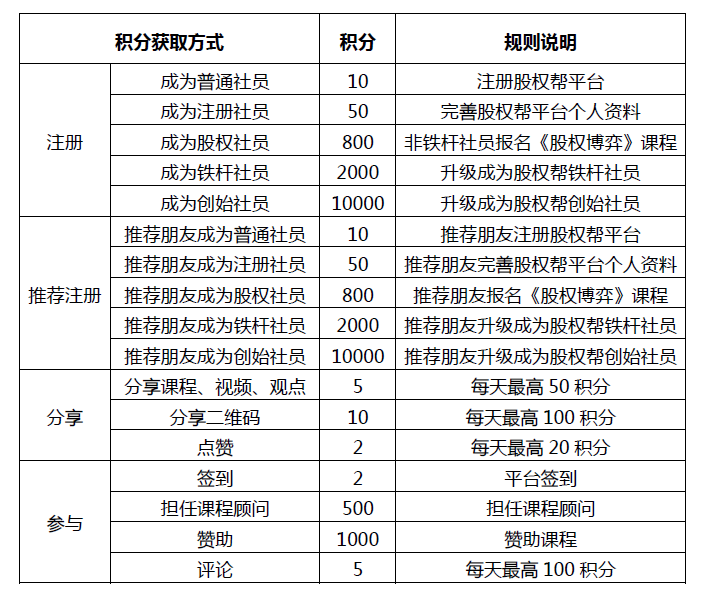 积分获取方式 积分 规则说明
注册 成为普通社员 10 注册股权帮平台
成为注册社员 50 完善股权帮平台个人资料
成为股权社员 800 非铁杆社员报名《股权博弈》课程
成为铁杆社员 2000 升级成为股权帮铁杆社员
成为创始社员 10000 升级成为股权帮创始社员
推荐注册 推荐朋友成为普通社员 10 推荐朋友注册股权帮平台
推荐朋友成为注册社员 50 推荐朋友完善股权帮平台个人资料
推荐朋友成为股权社员 800 推荐朋友报名《股权博弈》课程
推荐朋友成为铁杆社员 2000 推荐朋友升级成为股权帮铁杆社员
推荐朋友成为创始社员 10000 推荐朋友升级成为股权帮创始社员
分享 分享课程、视频、观点 5 每天最高 50 积分
分享二维码 10 每天最高 100 积分
点赞 2 每天最高 20 积分
参与 签到 2 平台签到
担任课程顾问 500 担任课程顾问
赞助 1000 赞助课程
评论 5 每天最高 100 积分